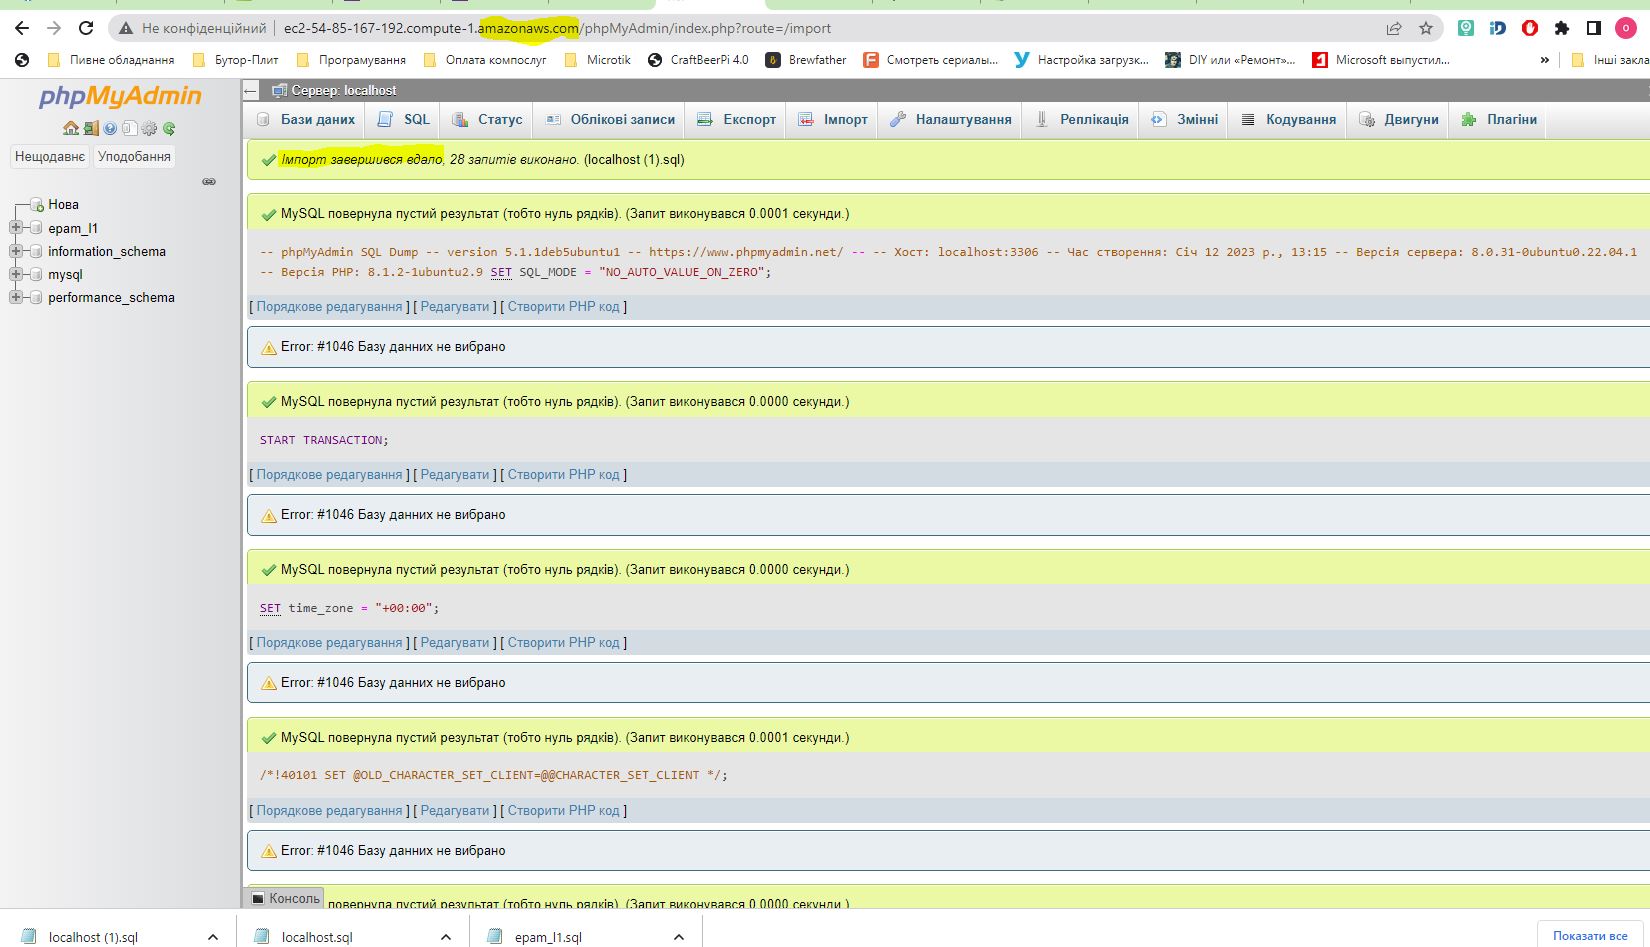 Не конфіденційний ec2-54-85-167-192.compute-1.amazonaws.com/phpMyAdmin/index.php?route=/import
Пивне обладнання Бутор-Плит Програмування Оплата компослуг Microtik CraftBeerPi 4.0 Brewfather Смотреть сериалы... Настройка загрузк... DIY или «Ремонт»... Microsoft выпустил... » Інші закла
phpMyAdmin
Нещодавнє Уподобання
Нова
epam_l1
information_schema
mysql
performance_schema
Сервер: localhost
Бази даних SQL Статус Облікові записи Експорт Імпорт Налаштування Реплікація Змінні Кодування Двигуни Плагіни
Імпорт завершився вдало, 28 запитів виконано. (localhost (1).sql)
MySQL повернула пустий результат (тобто нуль рядків). (Запит виконувався 0.0001 секунди.)
-- phpMyAdmin SQL Dump -- version 5.1.1deb5ubuntu1 -- https://www.phpmyadmin.net/ -- -- Хост: localhost:3306 -- Час створення: Січ 12 2023 р., 13:15 -- Версія сервера: 8.0.31-0ubuntu0.22.04.1
-- Версія PHP: 8.1.2-1ubuntu2.9 SET SQL_MODE = "NO_AUTO_VALUE_ON_ZERO";
[ Порядкове редагування ] [ Редагувати ] [ Створити PHP код ]
Error: #1046 Базу данних не вибрано
MySQL повернула пустий результат (тобто нуль рядків). (Запит виконувався 0.0000 секунди.)
START TRANSACTION;
[ Порядкове редагування ] [ Редагувати ] [ Створити PHP код ]
Error: #1046 Базу данних не вибрано
MySQL повернула пустий результат (тобто нуль рядків). (Запит виконувався 0.0000 секунди.)
SET time_zone = "+00:00";
[ Порядкове редагування ] [ Редагувати ] [ Створити PHP код ]
Error: #1046 Базу данних не вибрано
MySQL повернула пустий результат (тобто нуль рядків). (Запит виконувався 0.0001 секунди.)
/*!40101 SET @OLD_CHARACTER_SET_CLIENT=@@CHARACTER_SET_CLIENT */;
[ Порядкове редагування ] [ Редагувати ] [ Створити PHP код ]
Error: #1046 Базу данних не вибрано
Консоль повернула пустий результат (тобто нуль рядків). (Запит виконувався 0.0000 секунди.)
localhost (1).sql localhost.sql epam_l1.sql Показати все